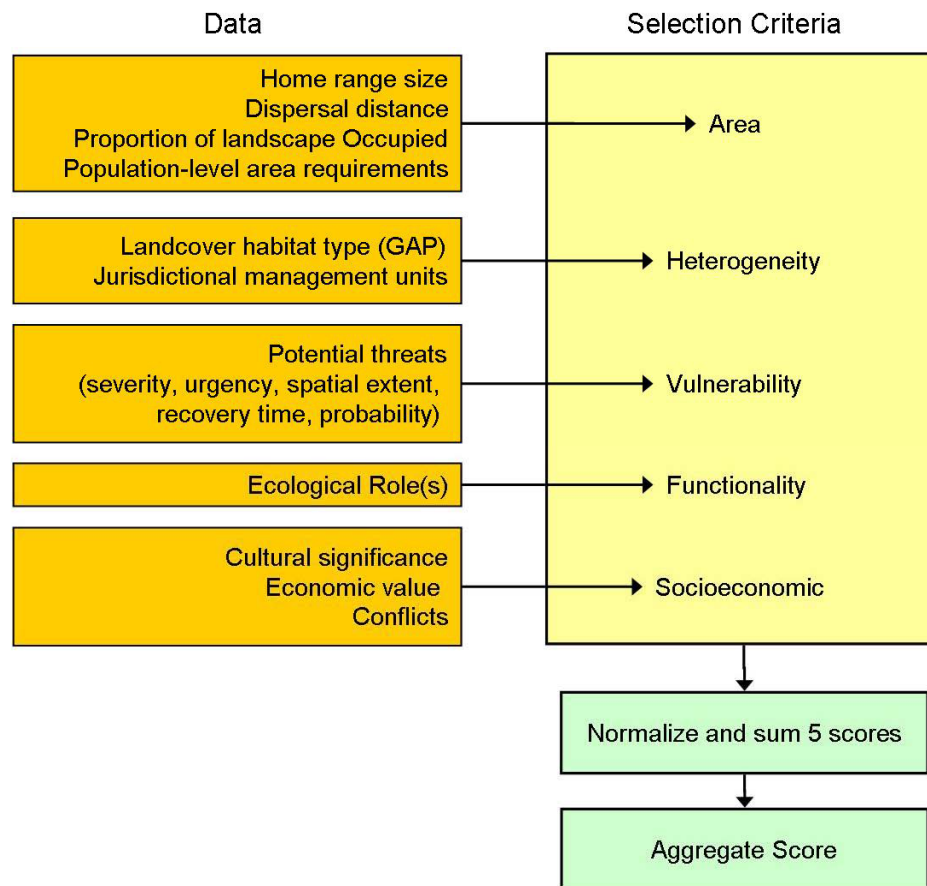 Data
Selection Criteria
Home range size
Dispersal distance
Proportion of landscape Occupied
Population-level area requirements
Area
Landcover habitat type (GAP)
Jurisdictional management units
Heterogeneity
Potential threats
(severity, urgency, spatial extent,
recovery time, probability)
Vulnerability
Ecological Role(s)
Functionality
Cultural significance
Economic value
Conflicts
Socioeconomic
Normalize and sum 5 scores
Aggregate Score